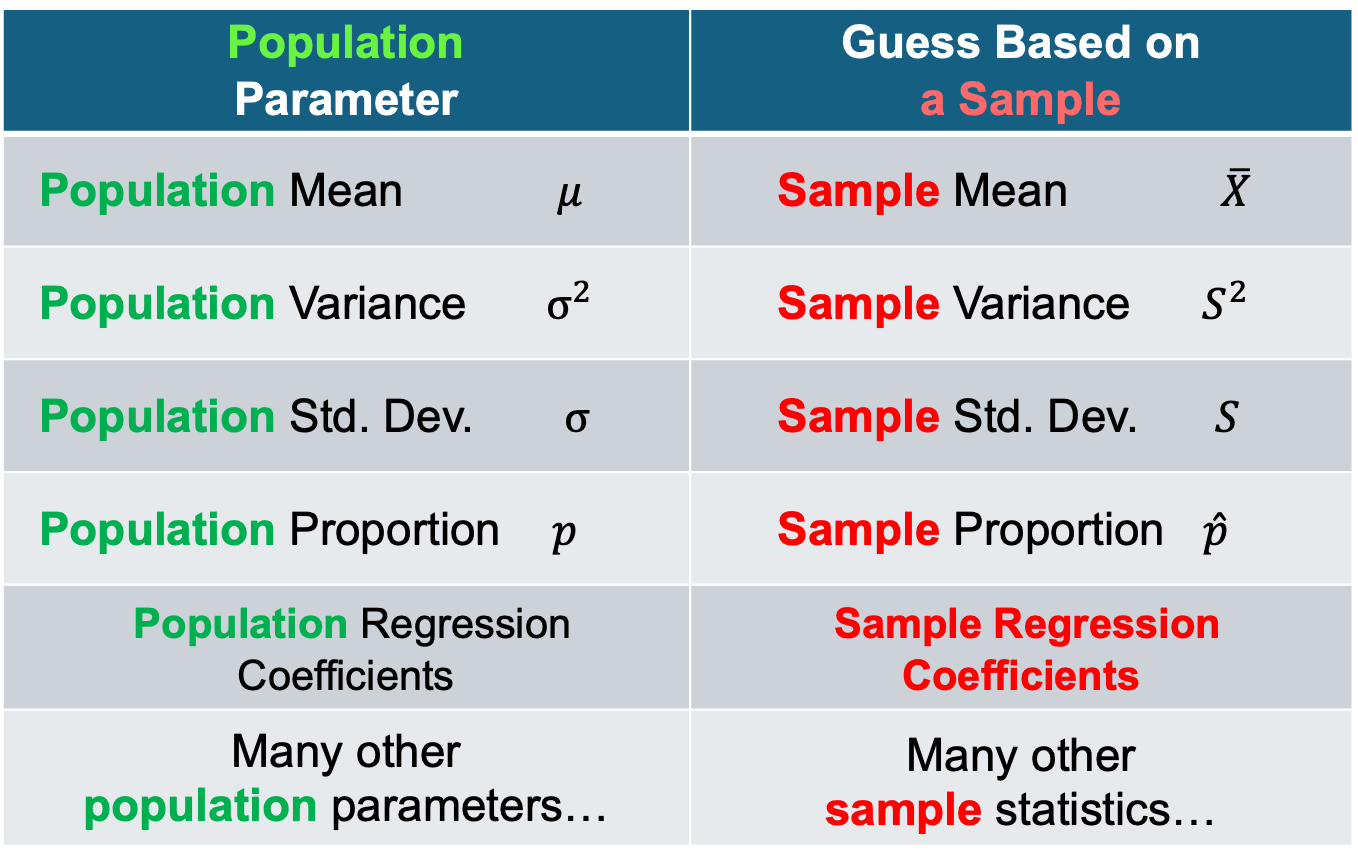 Population
Parameter
Guess Based on
a Sample
Population Mean μ
Sample Mean X̄
Population Variance σ²
Sample Variance S²
Population Std. Dev. σ
Sample Std. Dev. S
Population Proportion p
Sample Proportion p̂
Population Regression
Coefficients
Sample Regression
Coefficients
Many other
population parameters…
Many other
sample statistics…